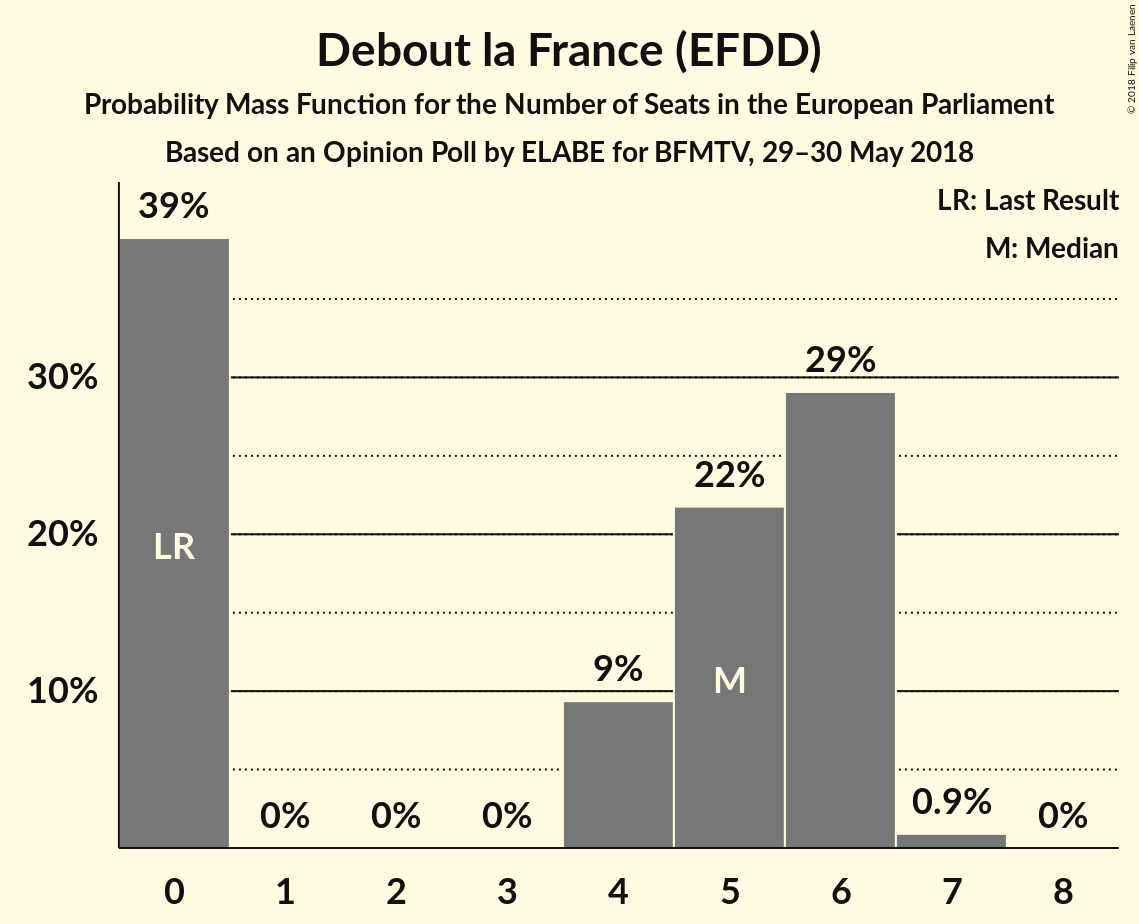 Debout la France (EFDD)
Probability Mass Function for the Number of Seats in the European Parliament
Based on an Opinion Poll by ELABE for BFMTV, 29–30 May 2018
© 2018 Filip van Laenen
LR: Last Result
M: Median
39%
30%
29%
22%
20%
LR
9%
M
10%
0%
0%
0%
0.9%
0%
0 1 2 3 4 5 6 7 8